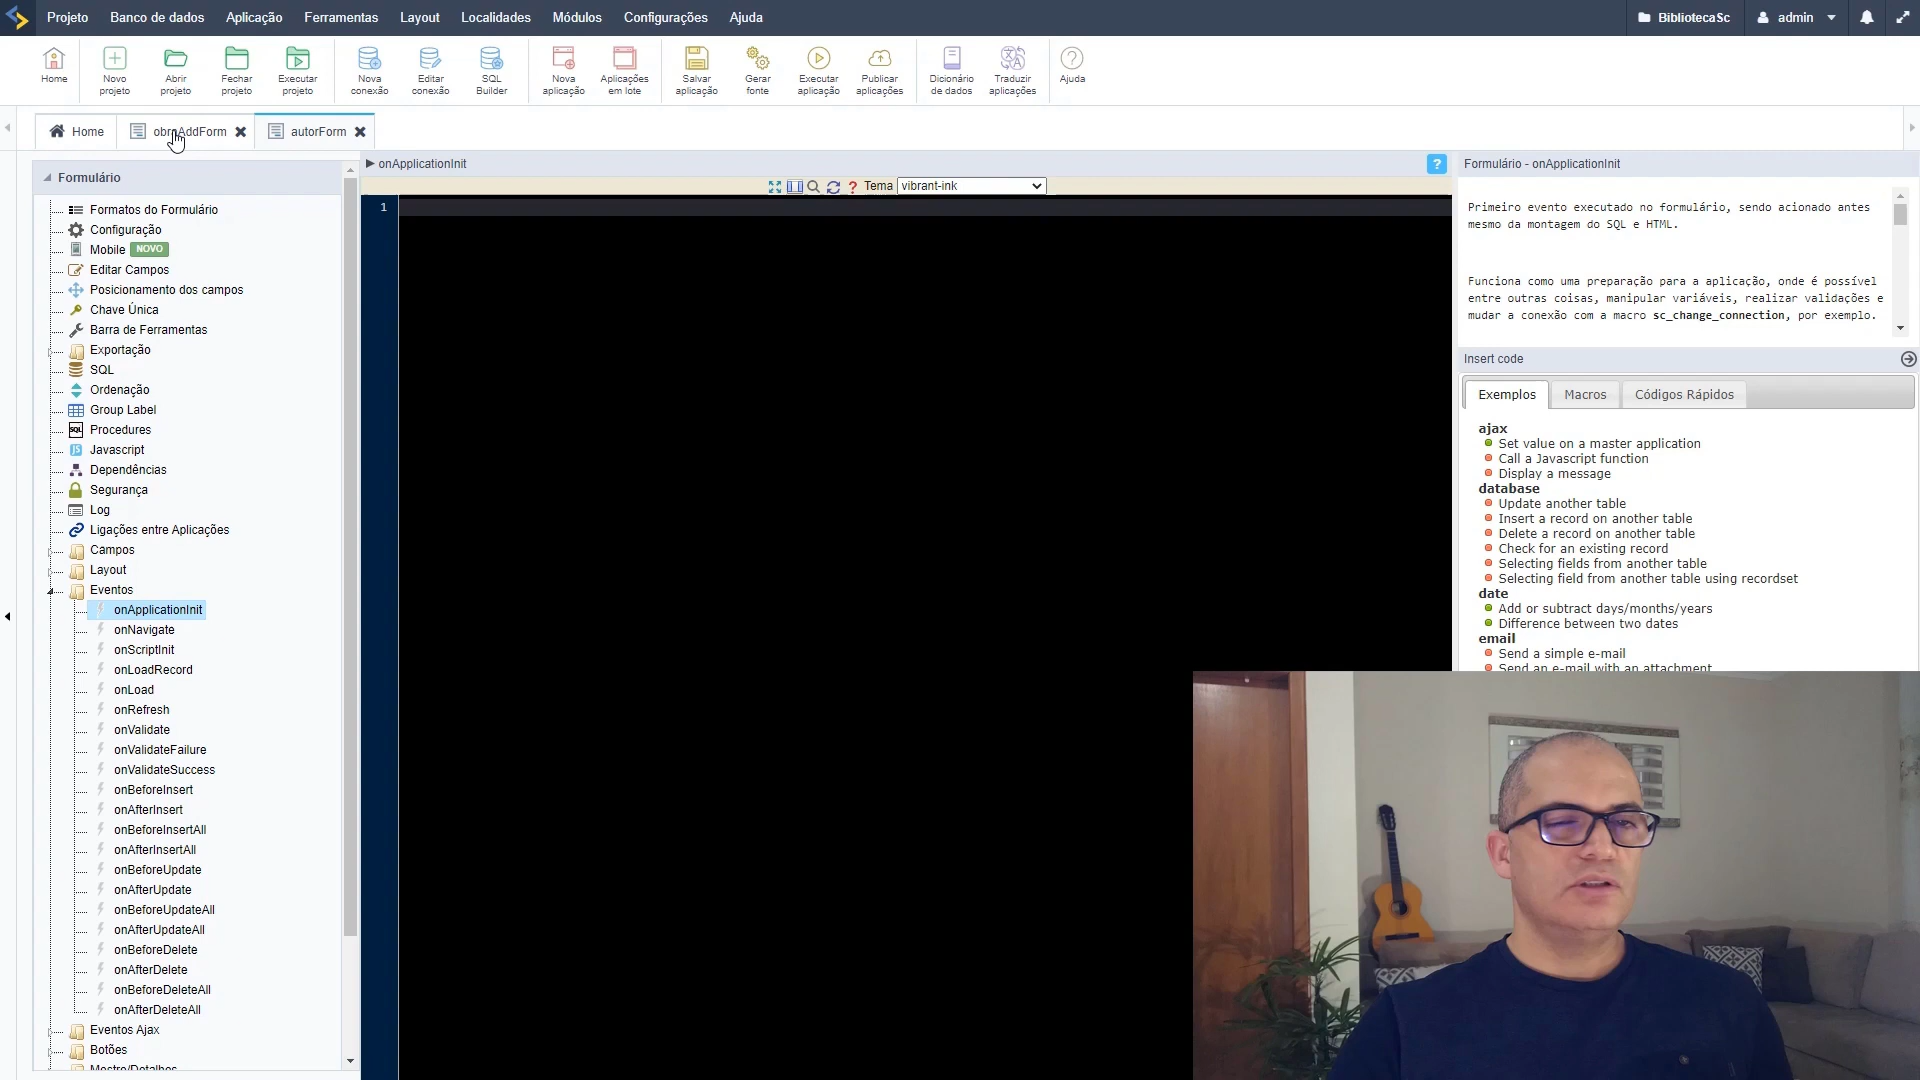 Projeto Banco de dados Aplicação Ferramentas Layout Localidades Módulos Configurações Ajuda
BibliotecaSc admin
Home
Novo projeto
Abrir projeto
Fechar projeto
Executar projeto
Nova conexão
Editar conexão
SQL Builder
Nova aplicação
Aplicações em lote
Salvar aplicação
Gerar fonte
Executar aplicação
Publicar aplicações
Dicionário de dados
Traduzir aplicações
Ajuda
Home
autorForm
Formulário
Formatos do Formulário
Configuração
Mobile NOVO
Editar Campos
Posicionamento dos campos
Chave Única
Barra de Ferramentas
Exportação
SQL
Ordenação
Group Label
Procedures
Javascript
Dependências
Segurança
Log
Ligações entre Aplicações
Campos
Layout
Eventos
onApplicationInit
onNavigate
onScriptInit
onLoadRecord
onLoad
onRefresh
onValidate
onValidateFailure
onValidateSuccess
onBeforeInsert
onAfterInsert
onBeforeInsertAll
onAfterInsertAll
onBeforeUpdate
onAfterUpdate
onBeforeUpdateAll
onAfterUpdateAll
onBeforeDelete
onAfterDelete
onBeforeDeleteAll
onAfterDeleteAll
Eventos Ajax
Botões
Mestre/Detalhes
onApplicationInit
?
? Tema vibrant-ink
1
Formulário - onApplicationInit
Primeiro evento executado no formulário, sendo acionado antes
mesmo da montagem do SQL e HTML.
Funciona como uma preparação para a aplicação, onde é possível
entre outras coisas, manipular variáveis, realizar validações e
mudar a conexão com a macro sc_change_connection, por exemplo.
Insert code
Exemplos Macros Códigos Rápidos
ajax
Set value on a master application
Call a Javascript function
Display a message
database
Update another table
Insert a record on another table
Delete a record on another table
Check for an existing record
Selecting fields from another table
Selecting field from another table using recordset
date
Add or subtract days/months/years
Difference between two dates
email
Send a simple e-mail
Send an e-mail with an attachment